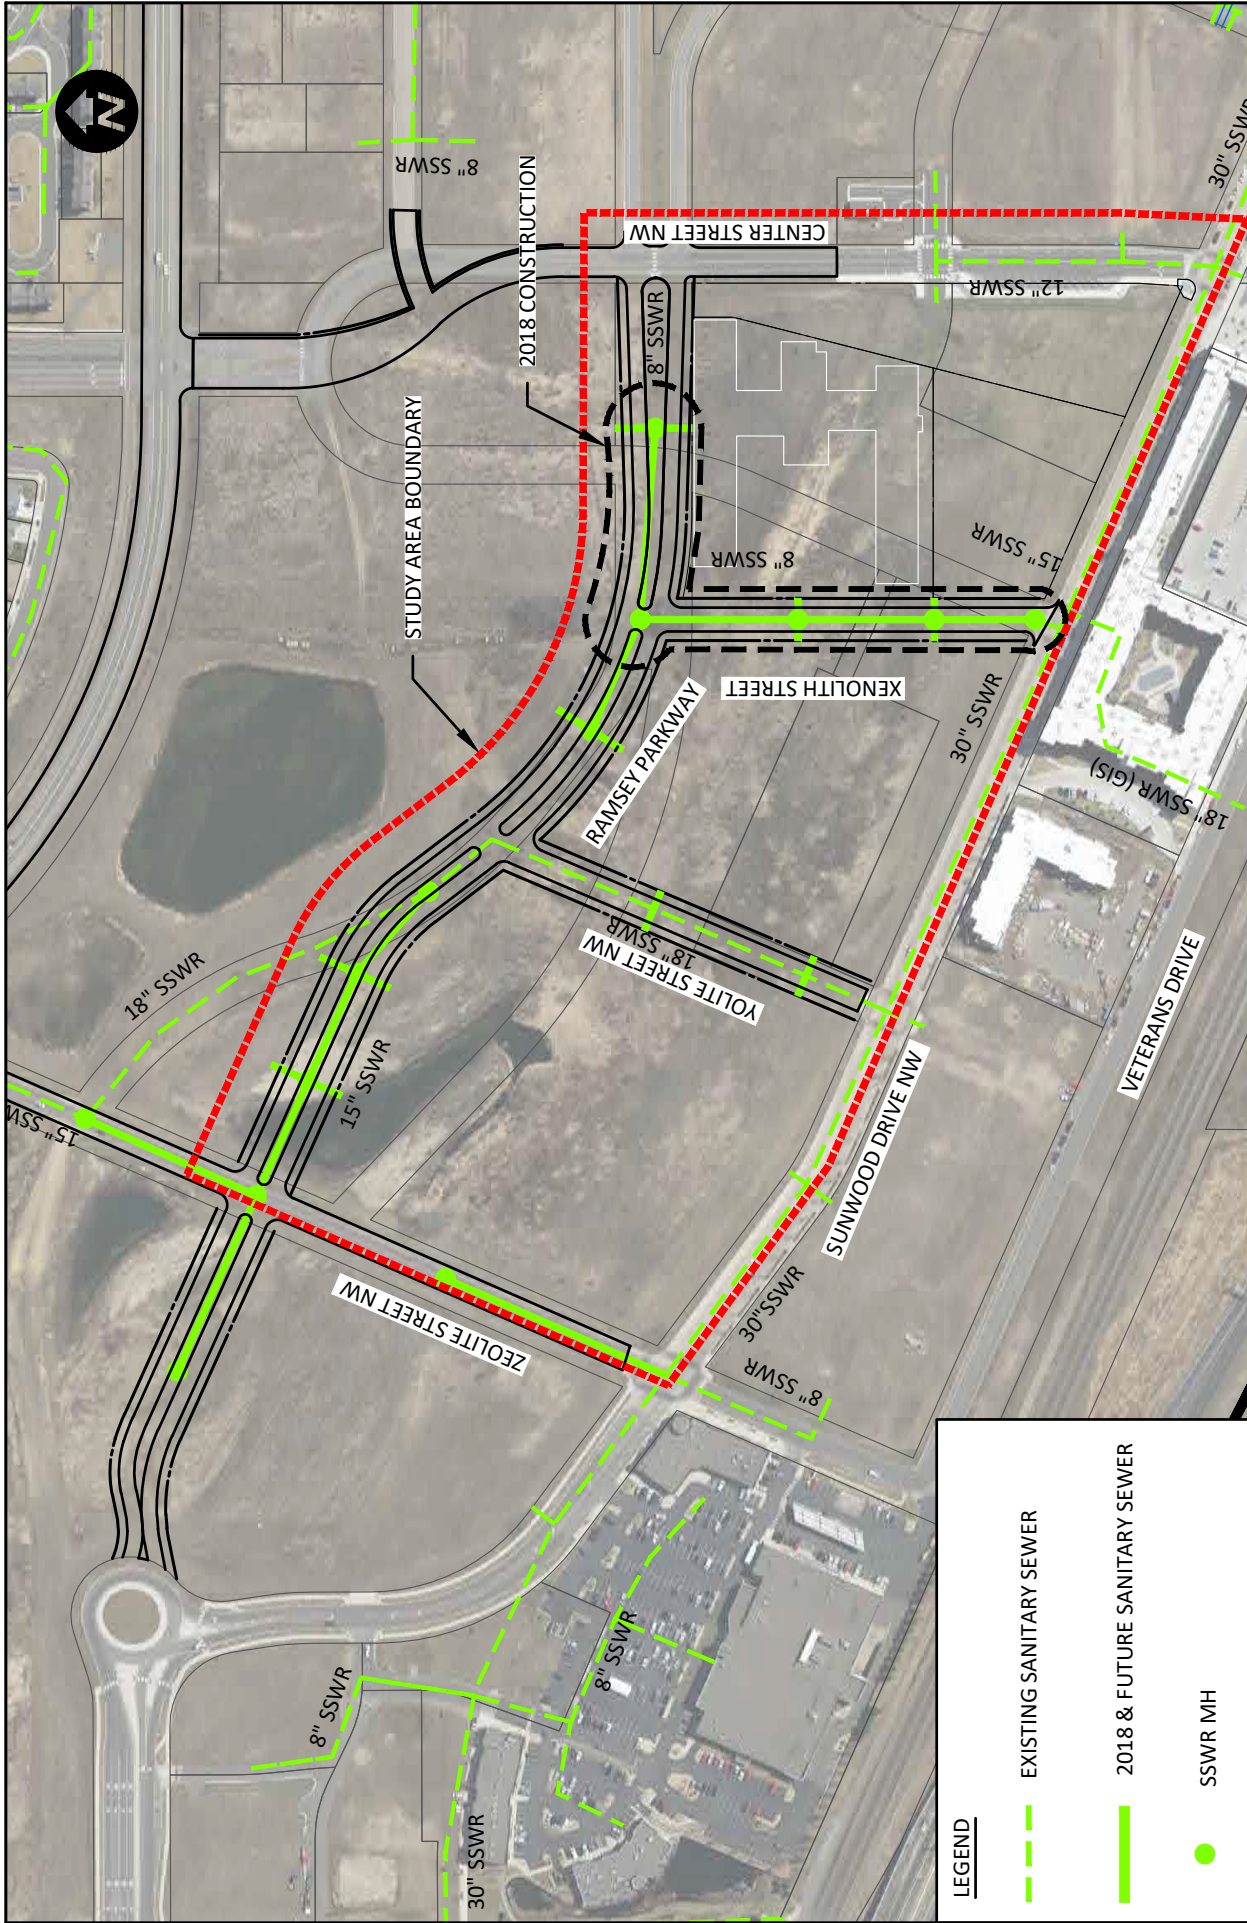 N
8" SSWR
2018 CONSTRUCTION
STUDY AREA BOUNDARY
CENTER STREET NW
8" SSWR
12" SSWR
30" SSWR
8" SSWR
15" SSWR
XENOLITH STREET
30" SSWR
18" SSWR (GIS)
RAMSEY PARKWAY
18" SSWR
YOLITE STREET NW
18" SSWR
15" SSWR
15" SSWR
SUNWOOD DRIVE NW
VETERANS DRIVE
ZEOLITE STREET NW
30"SSWR
8" SSWR
8" SSWR
8" SSWR
30" SSWR
LEGEND
EXISTING SANITARY SEWER
2018 & FUTURE SANITARY SEWER
SSWR MH